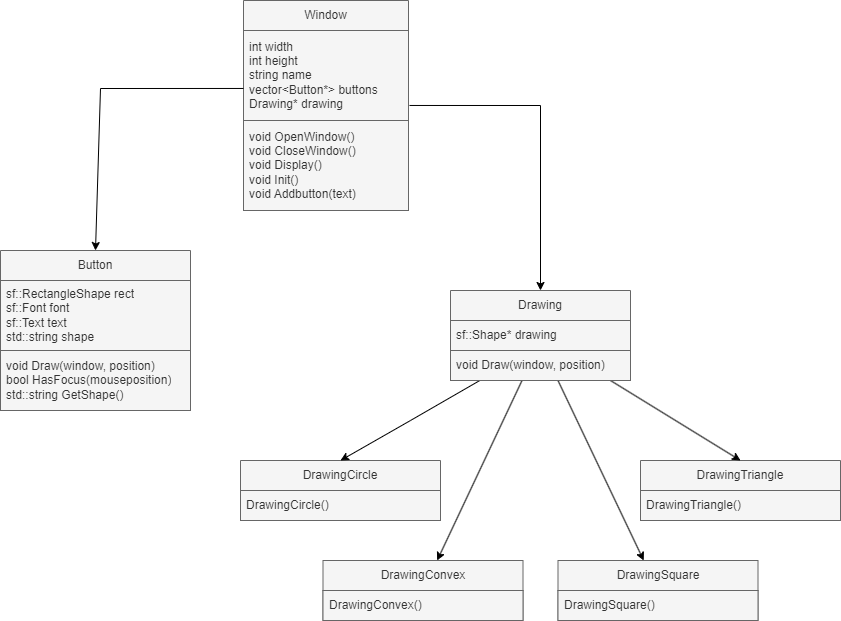 Window
int width
int height
string name
vector<Button*> buttons
Drawing* drawing
void OpenWindow()
void CloseWindow()
void Display()
void Init()
void Addbutton(text)
Button
sf::RectangleShape rect
sf::Font font
sf::Text text
std::string shape
void Draw(window, position)
bool HasFocus(mouseposition)
std::string GetShape()
Drawing
sf::Shape* drawing
void Draw(window, position)
DrawingCircle
DrawingCircle()
DrawingTriangle
DrawingTriangle()
DrawingConvex
DrawingConvex()
DrawingSquare
DrawingSquare()